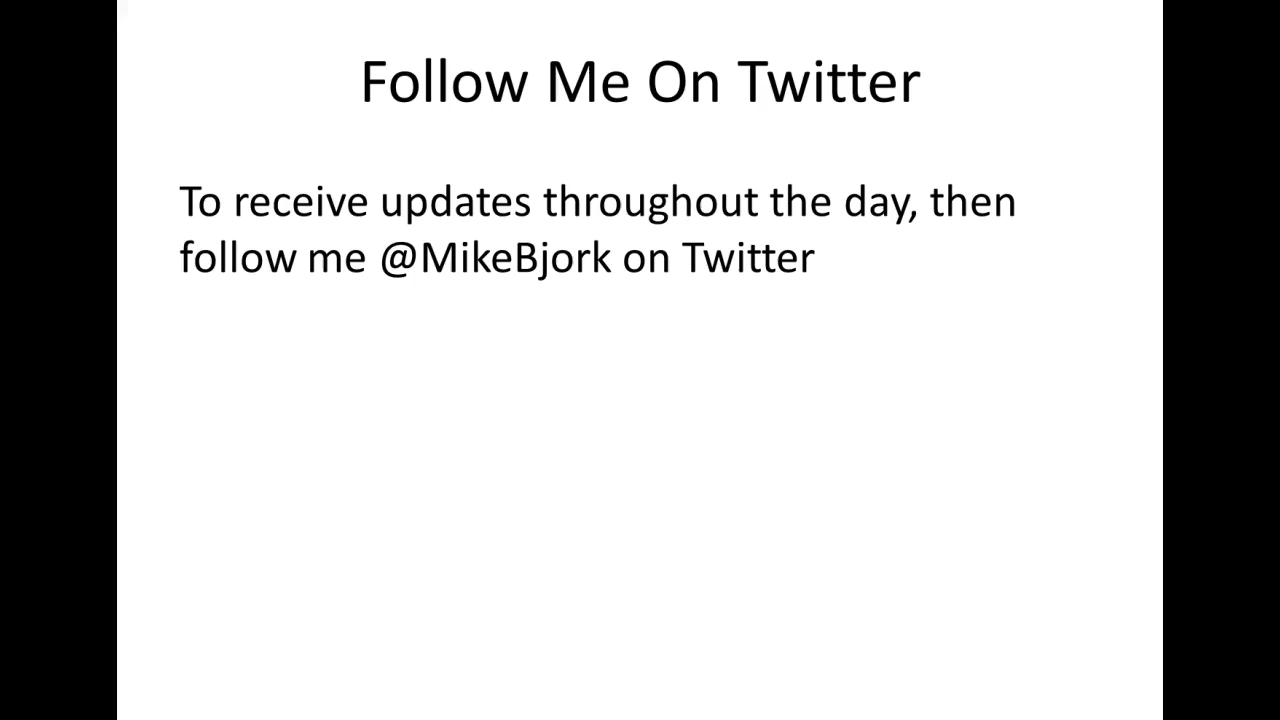 Follow Me On Twitter
To receive updates throughout the day, then
follow me @MikeBjork on Twitter